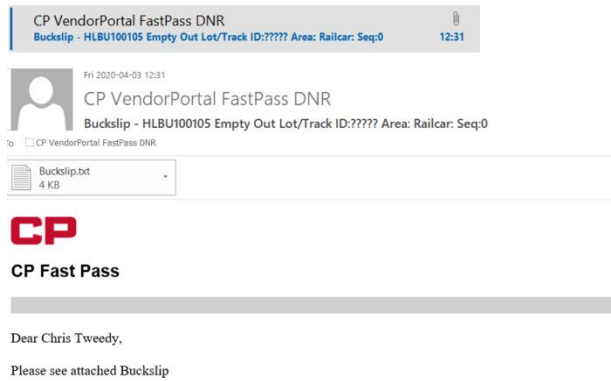 CP VendorPortal FastPass DNR
Buckslip - HLBU100105 Empty Out Lot/Track ID:????? Area: Railcar: Seq:0 12:31
Fri 2020-04-03 12:31
CP VendorPortal FastPass DNR
Buckslip - HLBU100105 Empty Out Lot/Track ID:????? Area: Railcar: Seq:0
To CP VendorPortal FastPass DNR
Buckslip.txt
4 KB
CP
CP Fast Pass
Dear Chris Tweedy,
Please see attached Buckslip